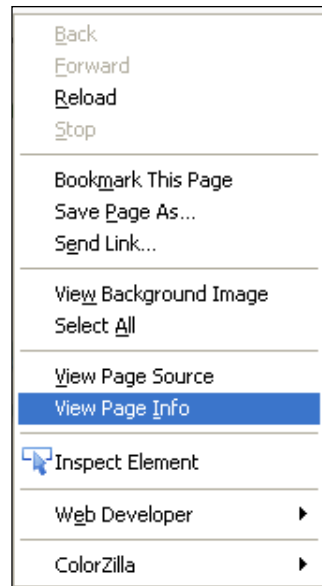 Back
Forward
Reload
Stop
Bookmark This Page
Save Page As...
Send Link...
View Background Image
Select All
View Page Source
View Page Info
Inspect Element
Web Developer
ColorZilla